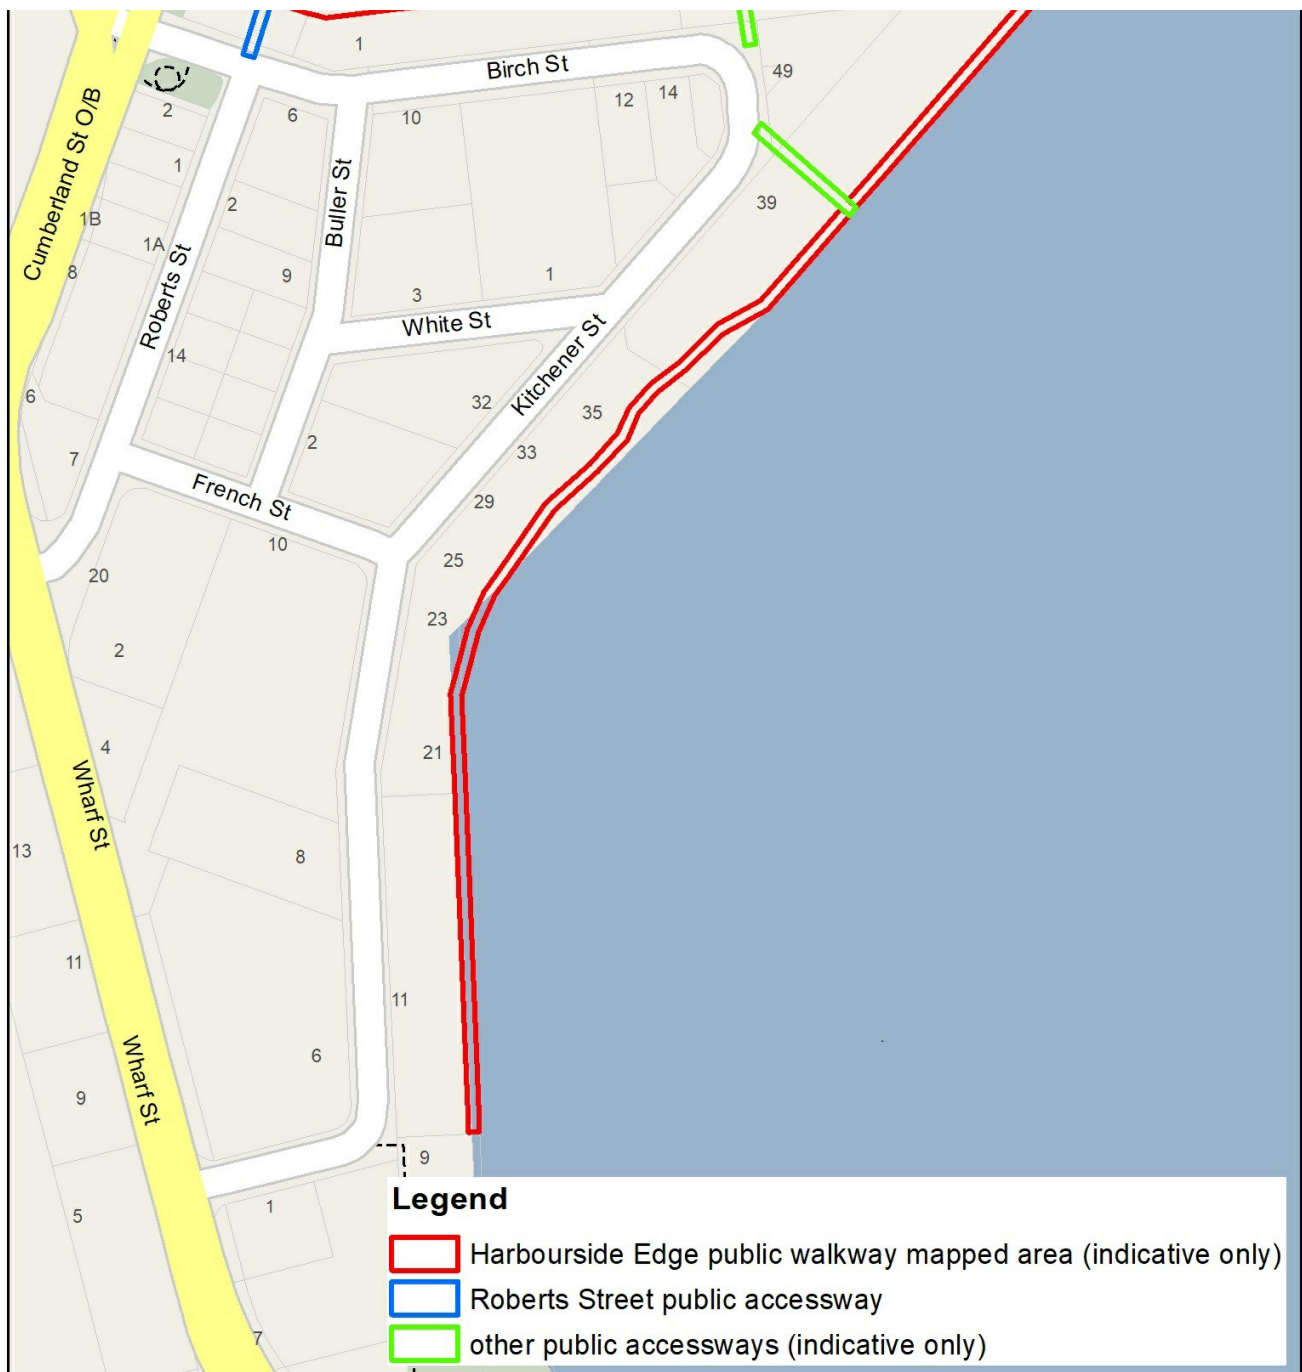 1
Birch St
49
12
14
2
6
10
Cumberland St O/B
1
Buller St
2
39
1B
1A
8
9
1
Roberts St
3
White St
14
Kitchener St
6
32
35
2
33
7
French St
29
10
25
20
23
2
4
21
Wharf St
13
8
11
11
6
Wharf St
9
9
1
5
7
Legend
Harbourside Edge public walkway mapped area (indicative only)
Roberts Street public accessway
other public accessways (indicative only)